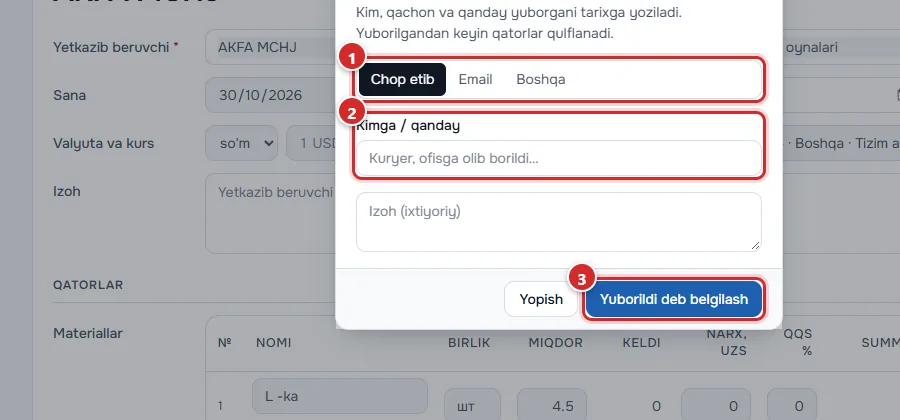 Kim, qachon va qanday yuborgani tarixga yoziladi.
Yuborilgandan keyin qatorlar qulflanadi.
Yetkazib beruvchi *
AKFA MCHJ
oynalari
1
Chop etib Email Boshqa
Sana
30/10/2026
2
Kimga / qanday
Valyuta va kurs
so'm
1 USD
· Boshqa · Tizim a
Kuryer, ofisga olib borildi...
Izoh
Yetkazib beruvchi
Izoh (ixtiyoriy)
QATORLAR
3
Yopish Yuborildi deb belgilash
Materiallar
№ NOMI BIRLIK MIQDOR KELDI NARX, UZS QQS % SUMM
1 L -ka шт 4.5 0 0 0